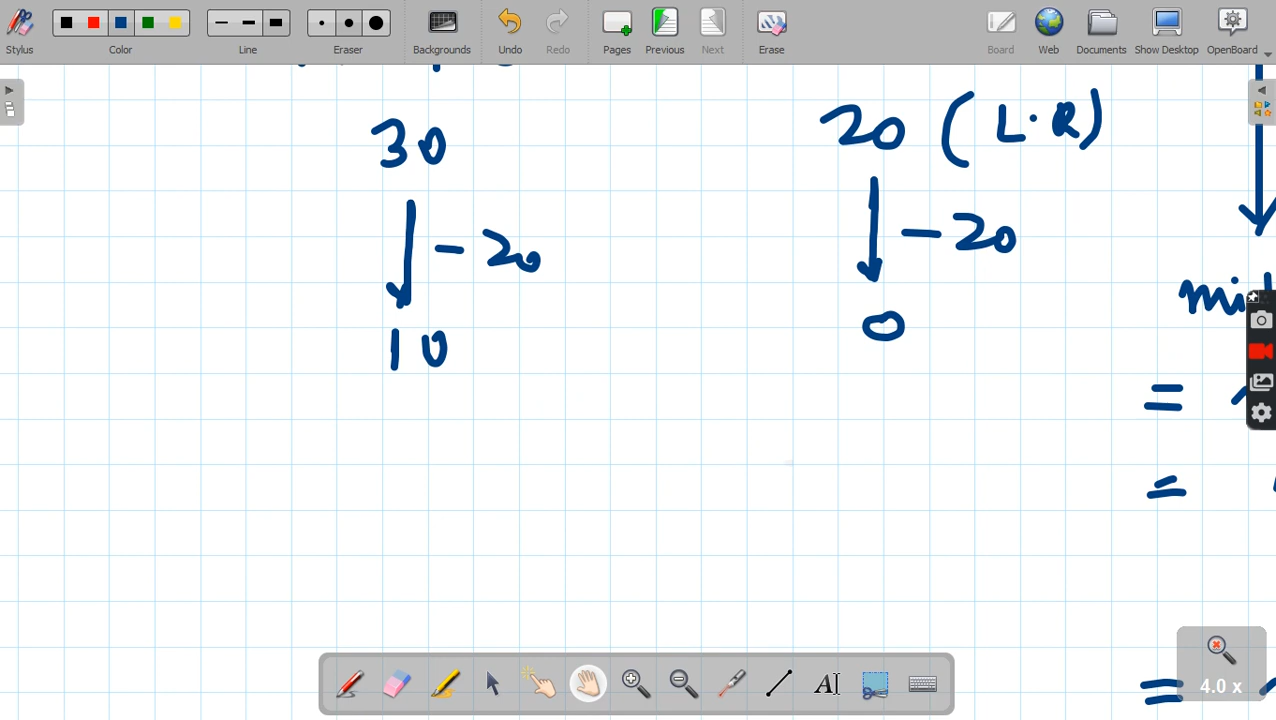 Stylus
Color
Line
Eraser
Backgrounds
Undo
Redo
Pages
Previous
Next
Erase
Board
Web
Documents
Show Desktop
OpenBoard
30
20 (L.R)
- 20
- 20
10
0
=
=
=
4.0 x